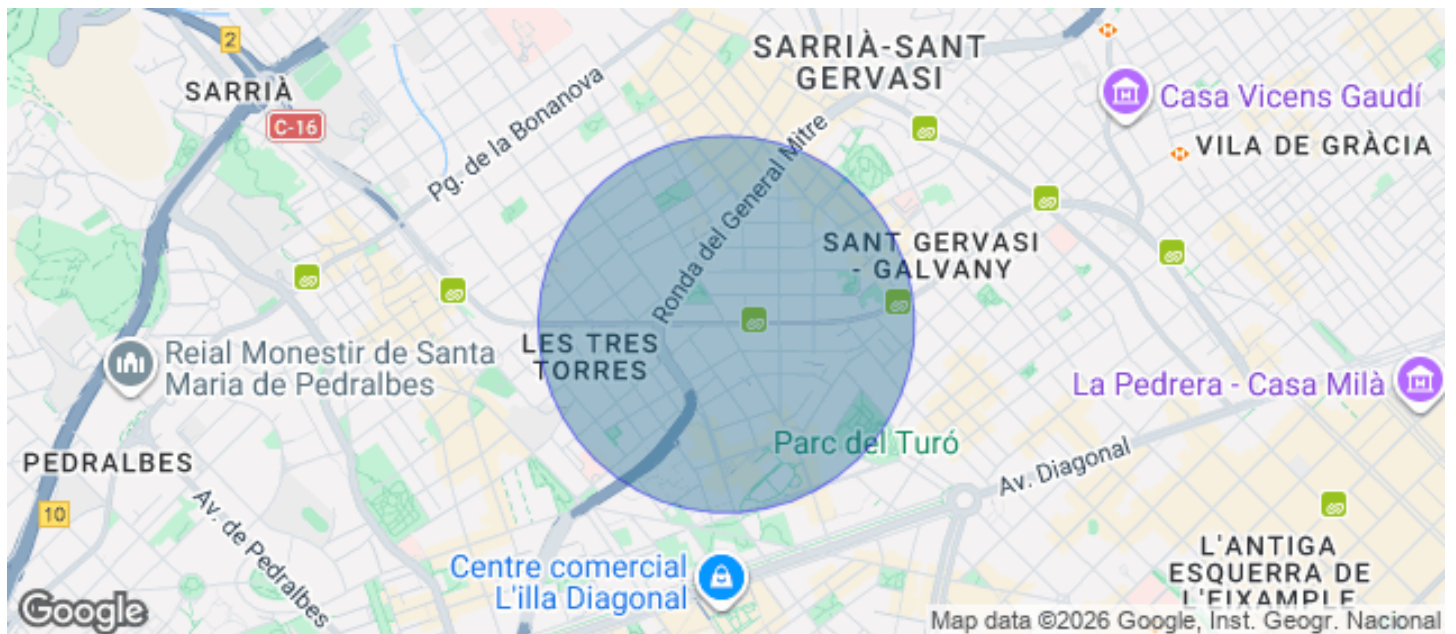 2
SARRIÀ
C-16
Pg. de la Bonanova
SARRIÀ-SANT
GERVASI
Casa Vicens Gaudí
VILA DE GRÀCIA
Ronda del General Mitre
SANT GERVASI
- GALVANY
LES TRES
TORRES
Reial Monestir de Santa
Maria de Pedralbes
La Pedrera - Casa Milà
Parc del Turó
PEDRALBES
Av. Diagonal
10
Av. de Pedralbes
Centre comercial
L'illa Diagonal
L'ANTIGA
ESQUERRA DE
L'EIXAMPLE
Google
Map data ©2026 Google, Inst. Geogr. Nacional